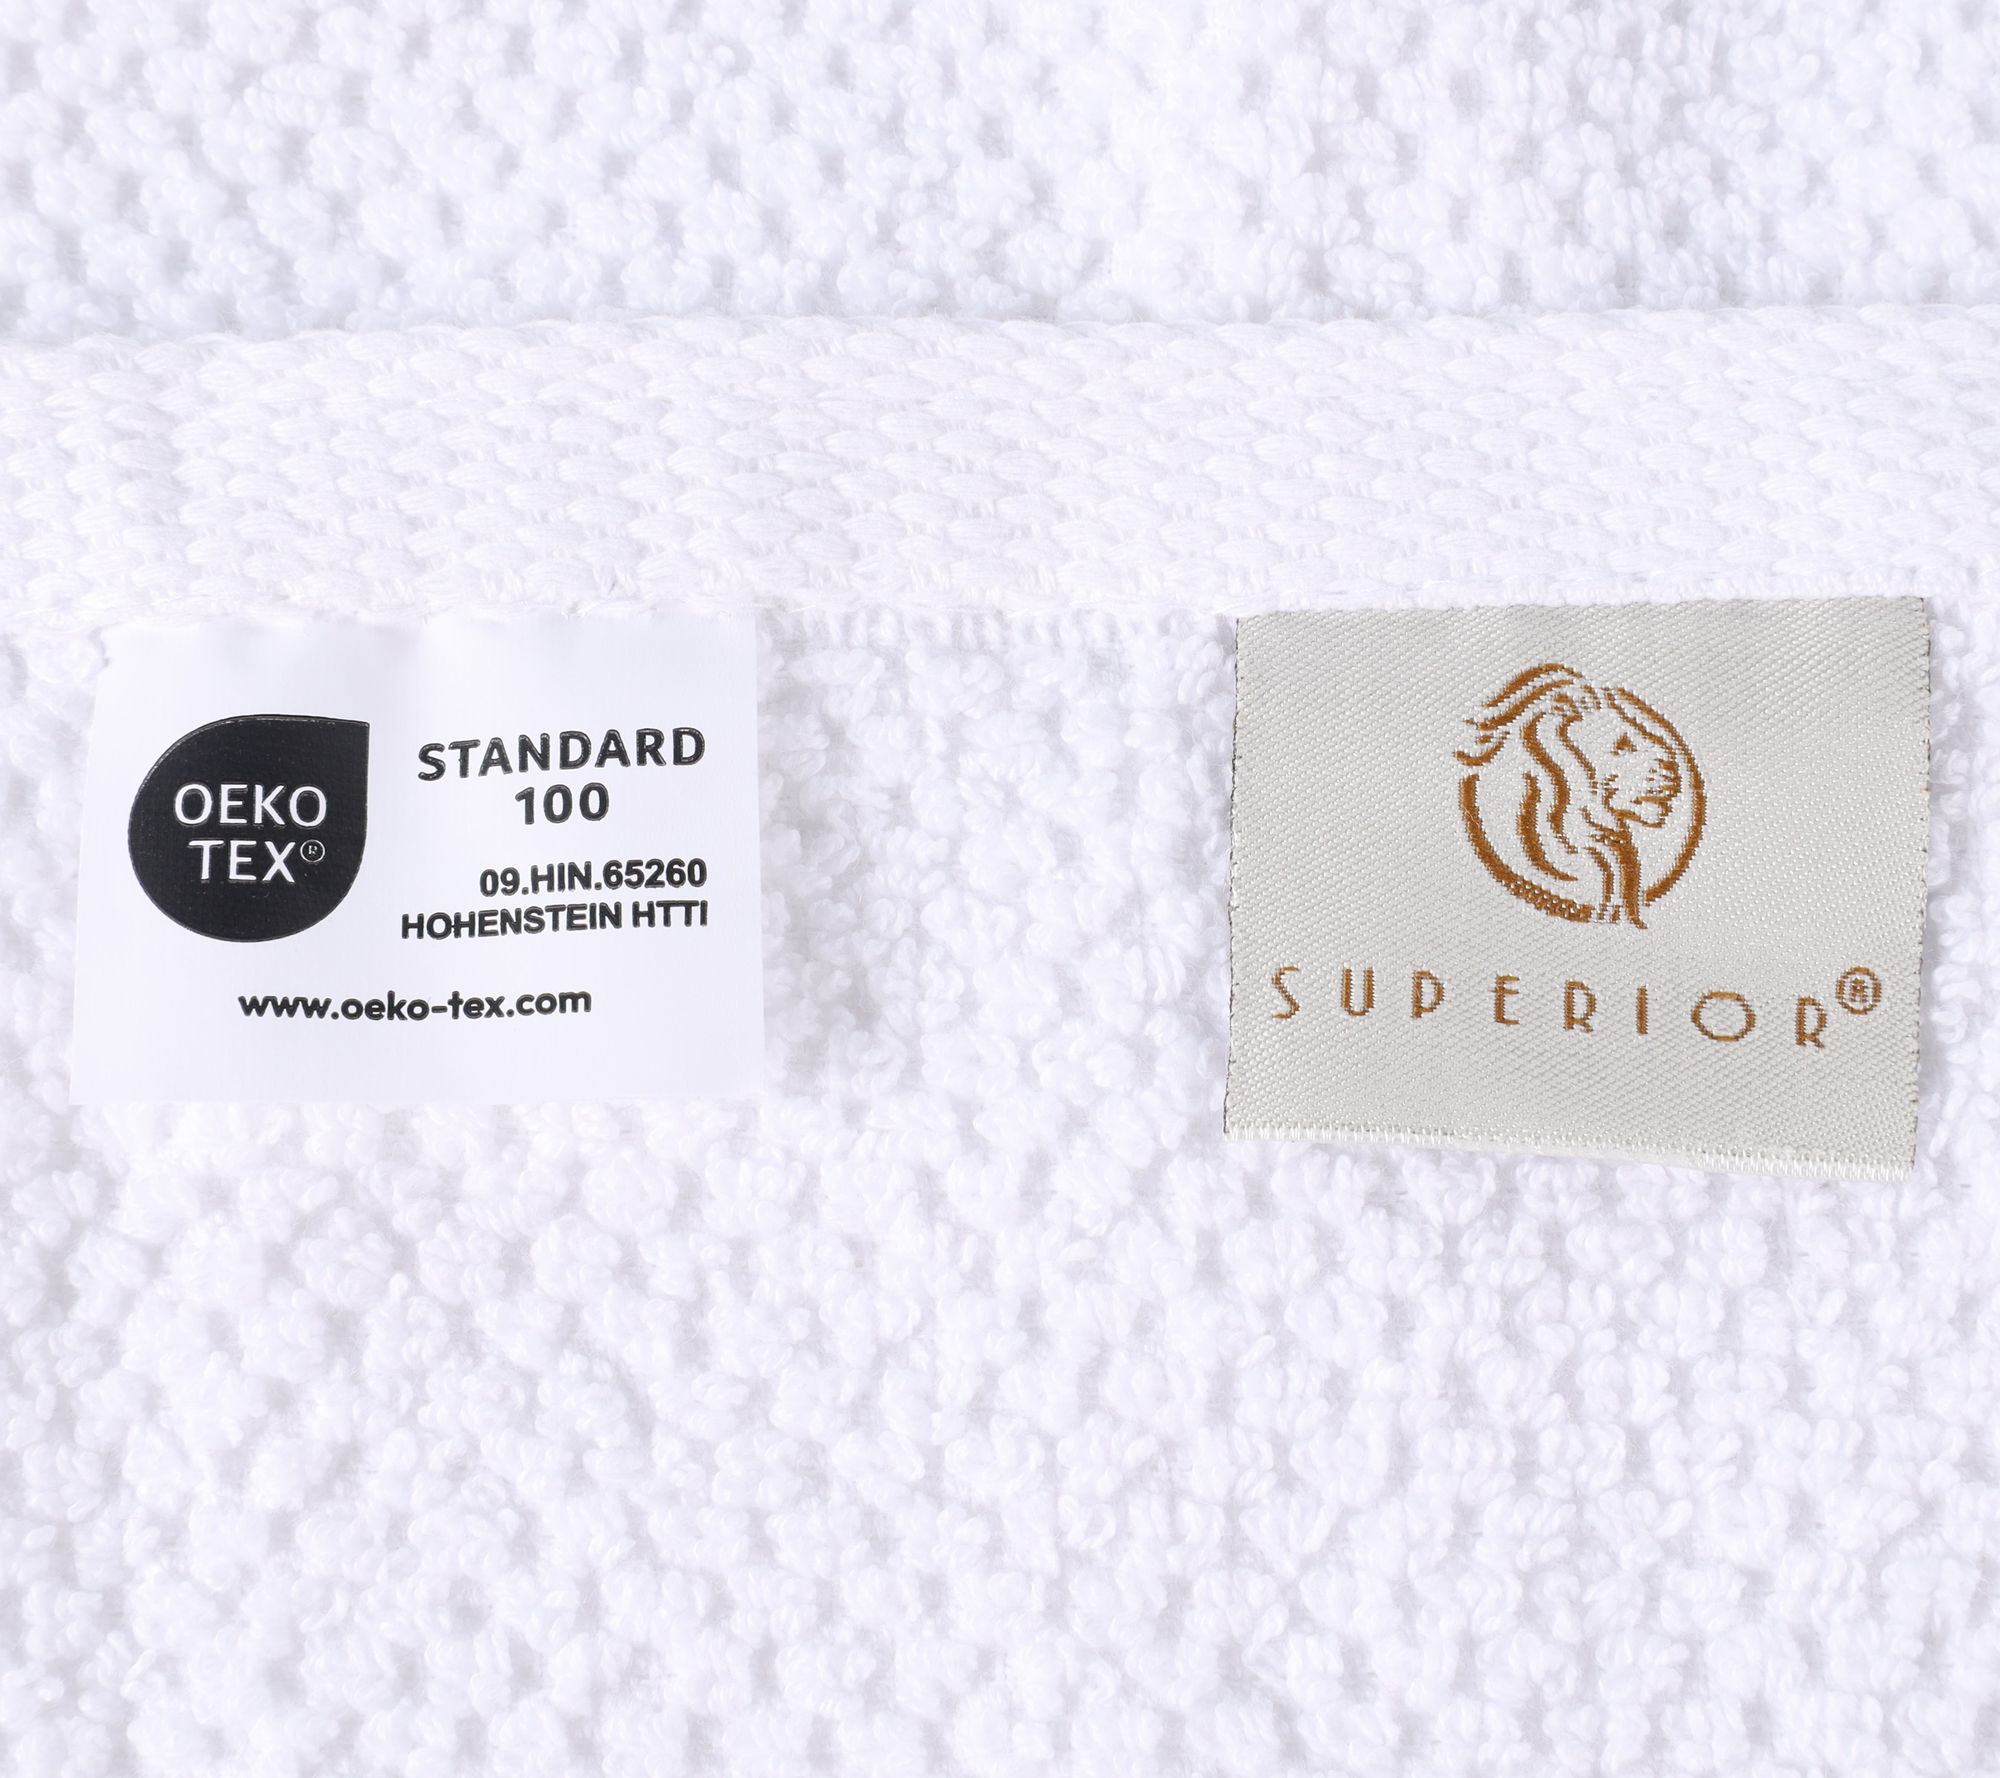 OEKO
TEX®
STANDARD
100
09.HIN.65260
HOHENSTEIN HTTI
www.oeko-tex.com
SUPERIOR®